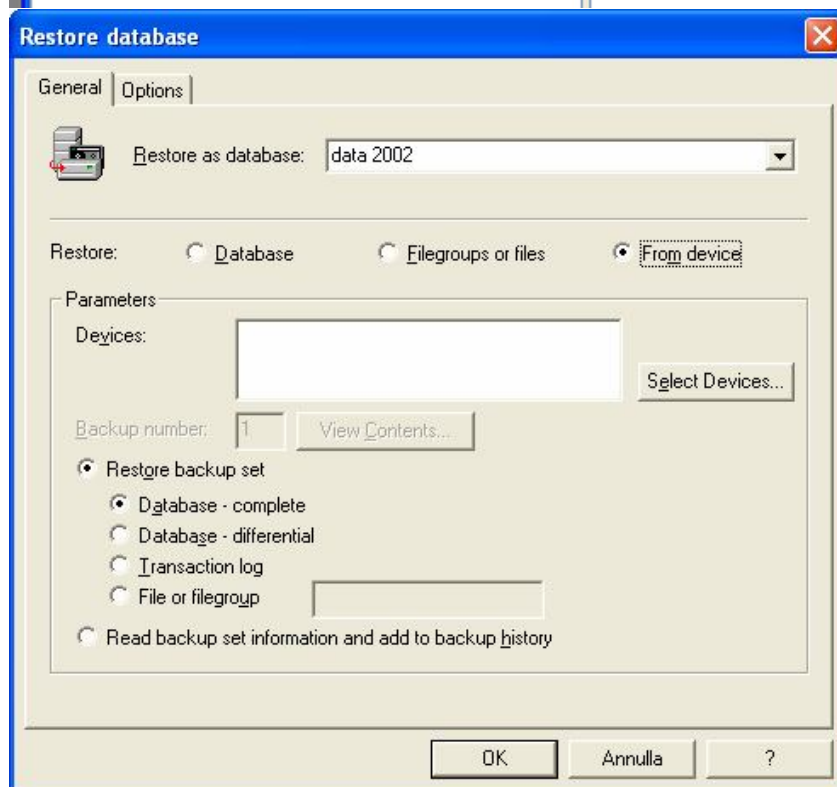 Restore database
General Options
Restore as database: data 2002
Restore: Database Filegroups or files From device
Parameters
Devices:
Select Devices...
Backup number: 1 View Contents...
Restore backup set
Database - complete
Database - differential
Transaction log
File or filegroup
Read backup set information and add to backup history
OK Annulla ?